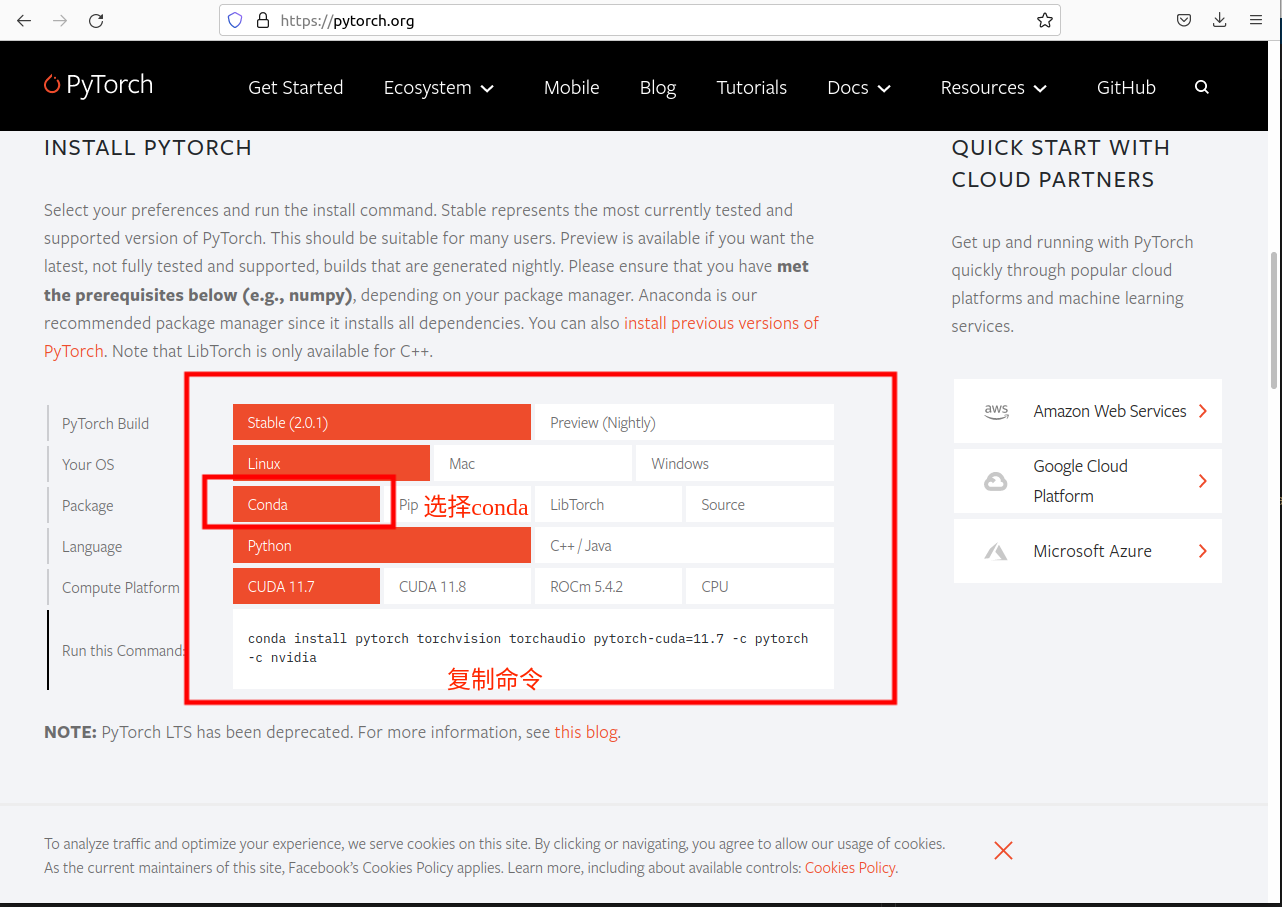 https://pytorch.org
PyTorch
Get Started Ecosystem Mobile Blog Tutorials Docs Resources GitHub
INSTALL PYTORCH
Select your preferences and run the install command. Stable represents the most currently tested and
supported version of PyTorch. This should be suitable for many users. Preview is available if you want the
latest, not fully tested and supported, builds that are generated nightly. Please ensure that you have met
the prerequisites below (e.g., numpy), depending on your package manager. Anaconda is our
recommended package manager since it installs all dependencies. You can also install previous versions of
PyTorch. Note that LibTorch is only available for C++.
PyTorch Build Stable (2.0.1) Preview (Nightly)
Your OS Linux Mac Windows
Package Conda Pip 选择conda LibTorch Source
Language Python C++ / Java
Compute Platform CUDA 11.7 CUDA 11.8 ROCm 5.4.2 CPU
Run this Command:
conda install pytorch torchvision torchaudio pytorch-cuda=11.7 -c pytorch
-c nvidia
复制命令
NOTE: PyTorch LTS has been deprecated. For more information, see this blog.
QUICK START WITH
CLOUD PARTNERS
Get up and running with PyTorch
quickly through popular cloud
platforms and machine learning
services.
aws Amazon Web Services
Google Cloud
Platform
Microsoft Azure
To analyze traffic and optimize your experience, we serve cookies on this site. By clicking or navigating, you agree to allow our usage of cookies.
As the current maintainers of this site, Facebook's Cookies Policy applies. Learn more, including about available controls: Cookies Policy.